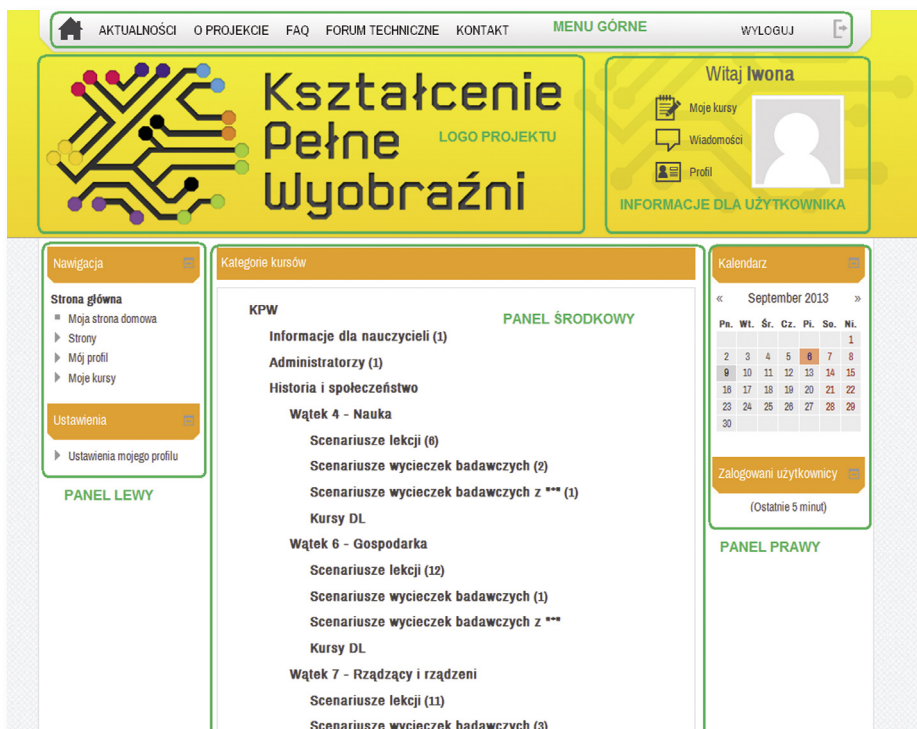 AKTUALNOŚCI O PROJEKCIE FAQ FORUM TECHNICZNE KONTAKT MENU GÓRNE WYLOGUJ
Kształcenie
Pełne
Wyobraźni
LOGO PROJEKTU
Witaj Iwona
Moje kursy
Wiadomości
Profil
INFORMACJE DLA UŻYTKOWNIKA
Nawigacja
Strona główna
Moja strona domowa
Strony
Mój profil
Moje kursy
Ustawienia
Ustawienia mojego profilu
PANEL LEWY
Kategorie kursów
KPW
PANEL ŚRODKOWY
Informacje dla nauczycieli (1)
Administratorzy (1)
Historia i społeczeństwo
Wątek 4 - Nauka
Scenariusze lekcji (6)
Scenariusze wycieczek badawczych (2)
Scenariusze wycieczek badawczych z "*" (1)
Kursy DL
Wątek 6 - Gospodarka
Scenariusze lekcji (12)
Scenariusze wycieczek badawczych (1)
Scenariusze wycieczek badawczych z "*"
Kursy DL
Wątek 7 - Rządzący i rządzeni
Scenariusze lekcji (11)
Scenariusze wycieczek badawczych (3)
Kalendarz
« September 2013 »
Pn. Wt. Śr. Cz. Pi. So. Ni.
1
2 3 4 5 6 7 8
9 10 11 12 13 14 15
16 17 18 19 20 21 22
23 24 25 26 27 28 29
30
Zalogowani użytkownicy
(Ostatnie 5 minut)
PANEL PRAWY